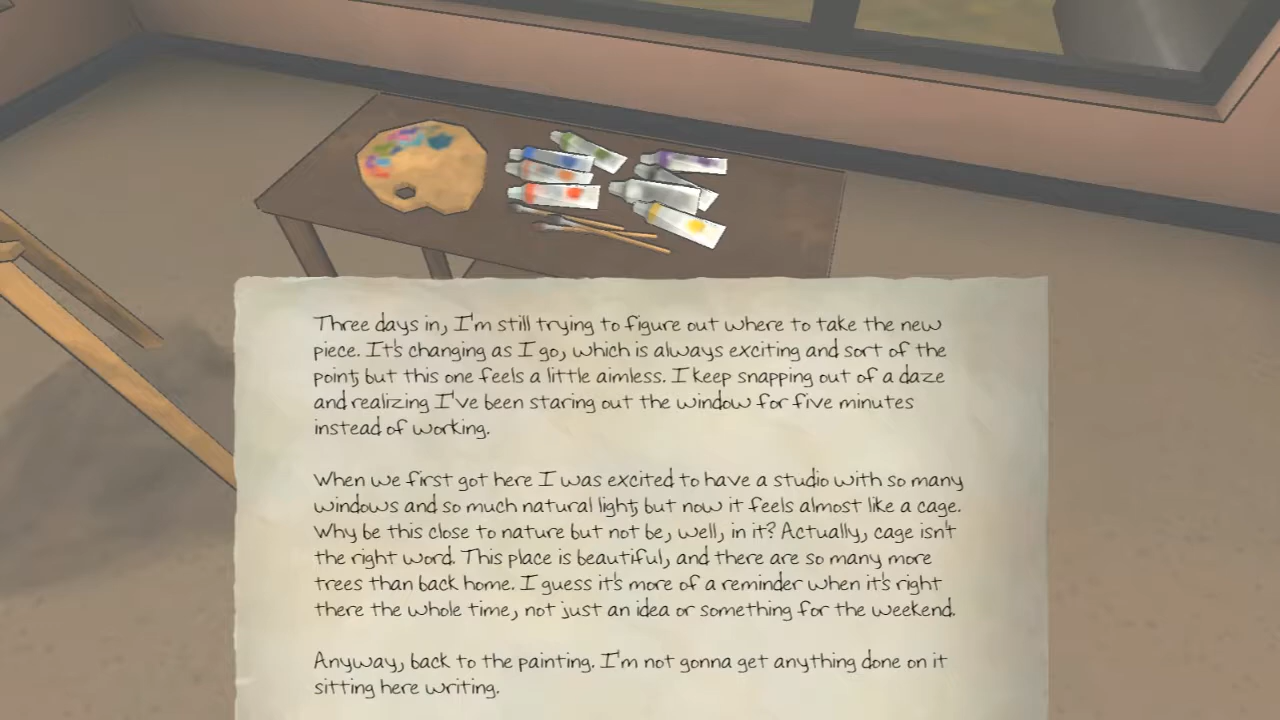 Three days in, I'm still trying to figure out where to take the new
piece. It's changing as I go, which is always exciting and sort of the
point, but this one feels a little aimless. I keep snapping out of a daze
and realizing I've been staring out the window for five minutes
instead of working.
When we first got here I was excited to have a studio with so many
windows and so much natural light, but now it feels almost like a cage.
Why be this close to nature but not be, well, in it? Actually, cage isn't
the right word. This place is beautiful, and there are so many more
trees than back home. I guess it's more of a reminder when it's right
there the whole time, not just an idea or something for the weekend.
Anyway, back to the painting. I'm not gonna get anything done on it
sitting here writing.